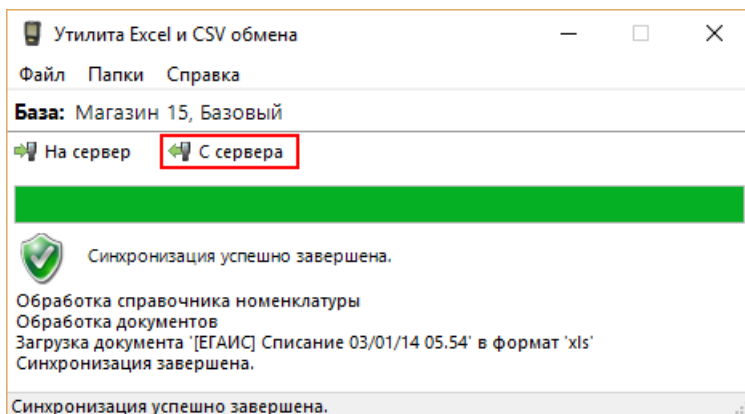 Утилита Excel и CSV обмена
Файл Папки Справка
База: Магазин 15, Базовый
На сервер С сервера
Синхронизация успешно завершена.
Обработка справочника номенклатуры
Обработка документов
Загрузка документа '[ЕГАИС] Списание 03/01/14 05.54' в формат 'xls'
Синхронизация завершена.
Синхронизация успешно завершена.